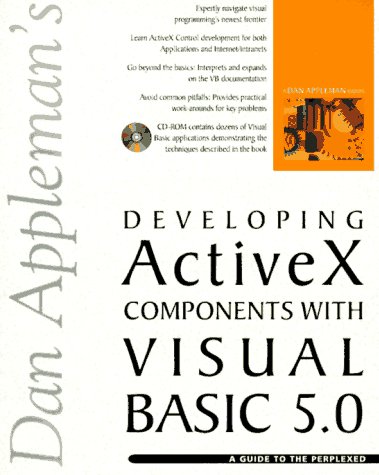 Dan Appleman's
Expertly navigate visual
programming's newest frontier
Learn ActiveX Control development for both
Applications and Internet/Intranets
Go beyond the basics: Interprets and expands
on the VB documentation
Avoid common pitfalls: Provides practical
work arounds for key problems
CD-ROM contains dozens of Visual
Basic applications demonstrating the
techniques described in the book
A DAN APPLEMAN
DEVELOPING
ActiveX
COMPONENTS WITH
VISUAL
BASIC 5.0
A GUIDE TO THE PERPLEXED